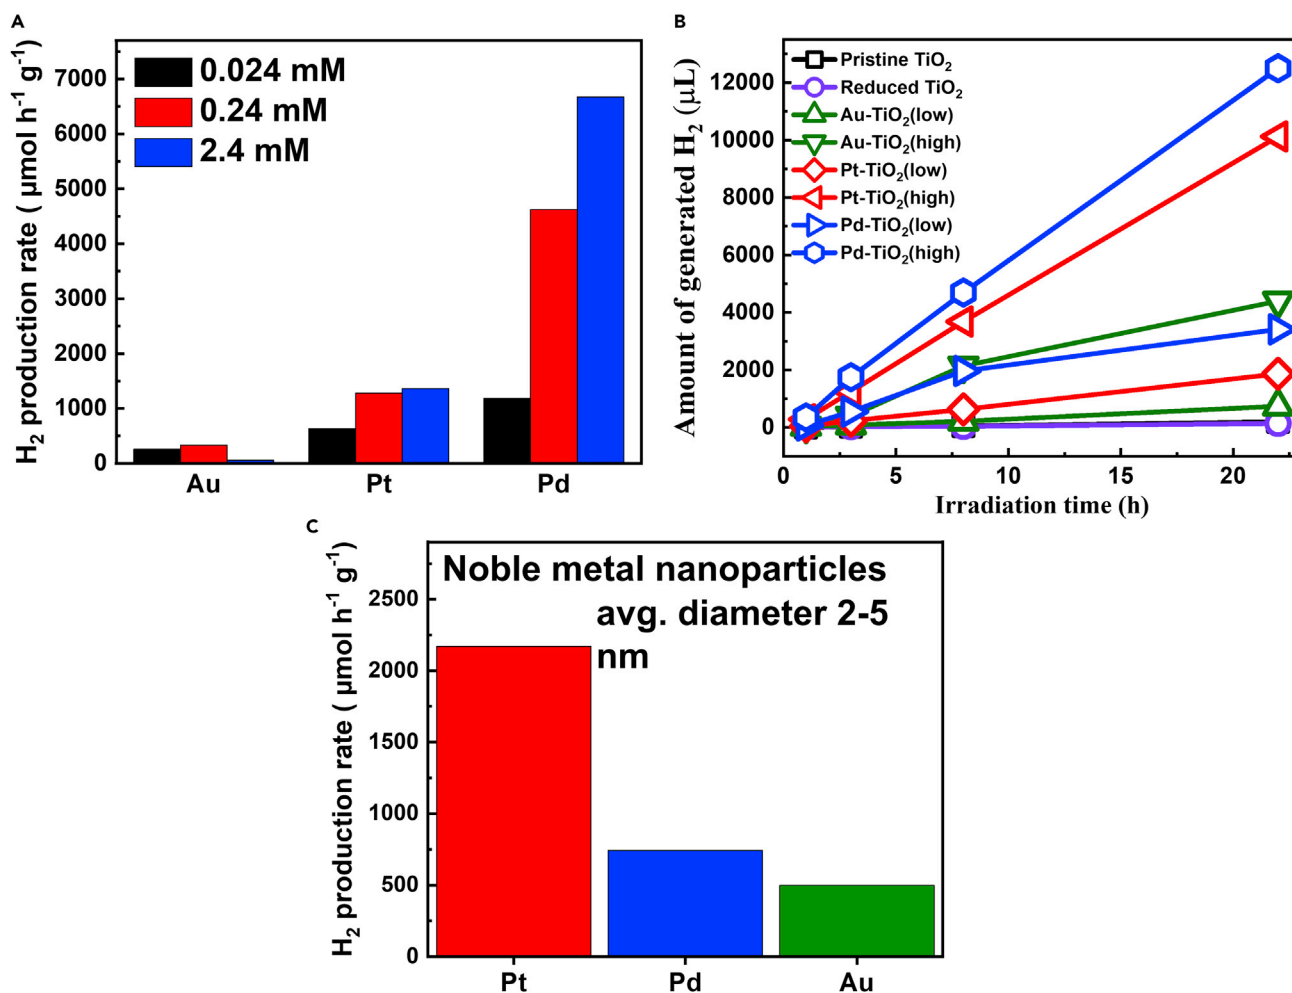 A
H2 production rate ( μmol h-1 g-1)
7000
6000
5000
4000
3000
2000
1000
0
0.024 mM
0.24 mM
2.4 mM
Au
Pt
Pd
B
Amount of generated H2 (μL)
12000
10000
8000
6000
4000
2000
0
Pristine TiO2
Reduced TiO2
Au-TiO2(low)
Au-TiO2(high)
Pt-TiO2(low)
Pt-TiO2(high)
Pd-TiO2(low)
Pd-TiO2(high)
0
5
10
15
20
Irradiation time (h)
C
H2 production rate ( μmol h-1 g-1)
2500
2000
1500
1000
500
0
Noble metal nanoparticles
avg. diameter 2-5
nm
Pt
Pd
Au